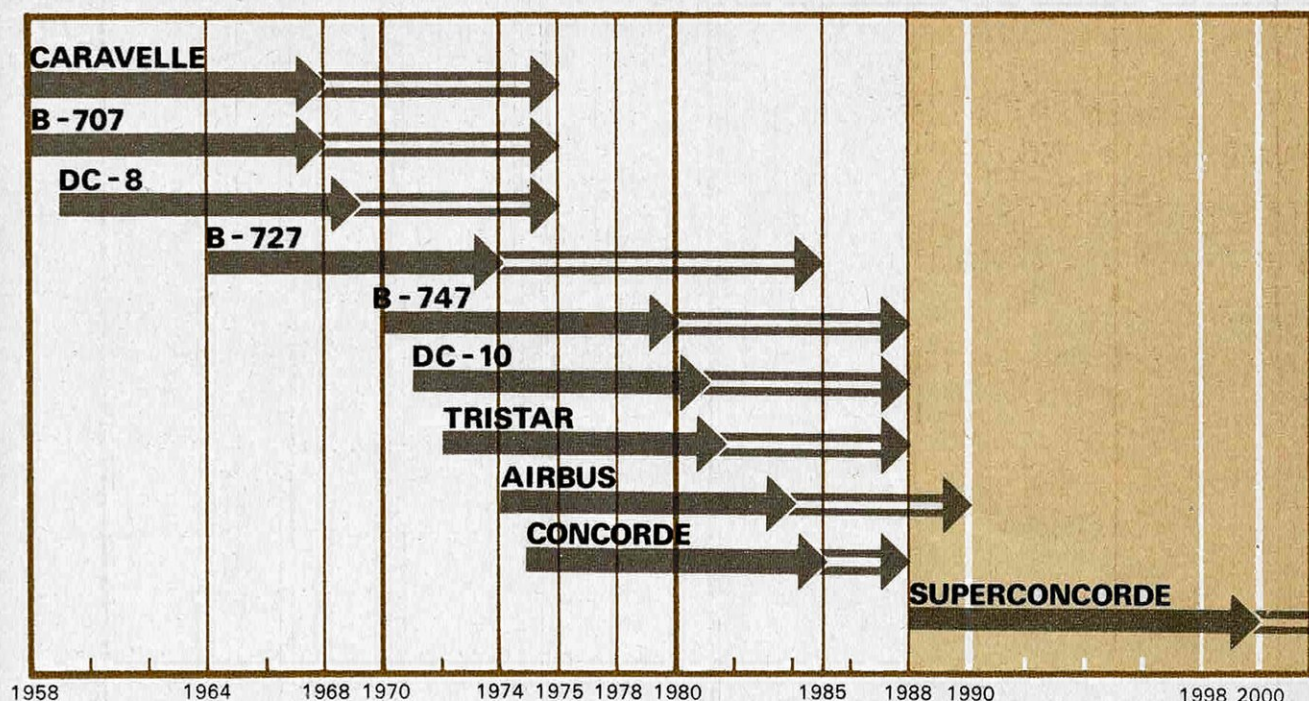 CARAVELLE
B-707
DC-8
B-727
B-747
DC-10
TRISTAR
AIRBUS
CONCORDE
SUPERCONCORDE
1958 1964 1968 1970 1974 1975 1978 1980 1985 1988 1990 1998 2000